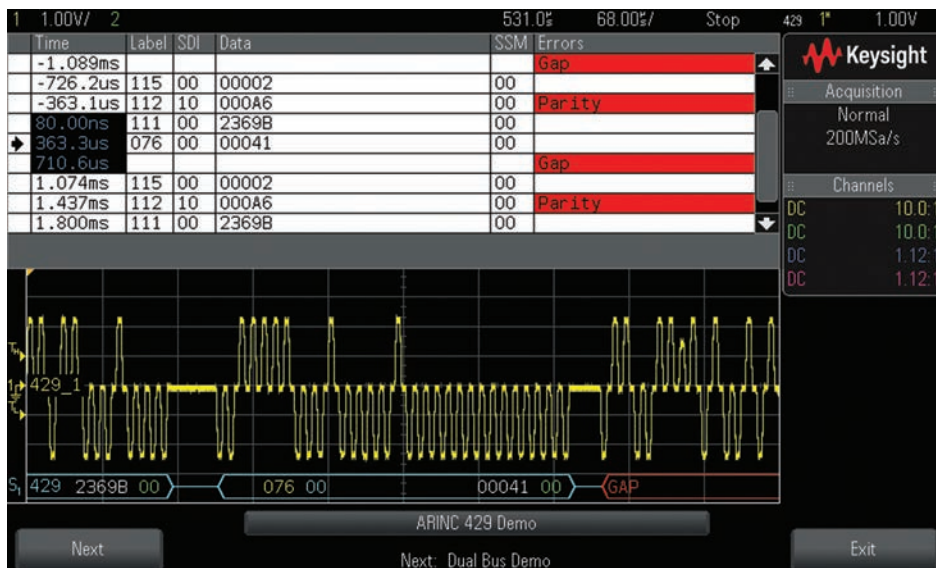 1 1.00V/ 2 531.0µs 68.00µs/ Stop 429 1 1.00V
Time Label SDI Data SSM Errors
-1.089ms Gap
-726.2us 115 00 00002 00
-363.1us 112 10 000A6 00 Parity
80.00ns 111 00 2369B 00
363.3us 076 00 00041 00
710.6us Gap
1.074ms 115 00 00002 00
1.437ms 112 10 000A6 00 Parity
1.800ms 111 00 2369B 00
Keysight
Acquisition
Normal
200MSa/s
Channels
DC 10.0:1
DC 10.0:1
DC 1.12:1
DC 1.12:1
429_1
S1 429 2369B 00 076 00 00041 00 GAP
ARINC 429 Demo
Next
Next: Dual Bus Demo
Exit